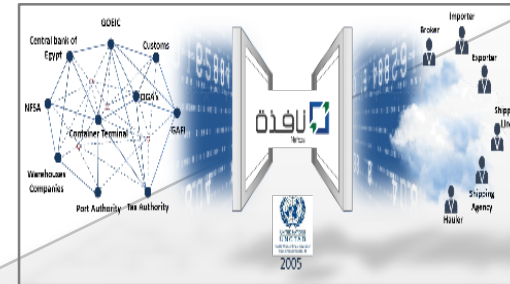 GOEIC
Central bank of
Egypt
Customs
NFSA
OGA's
Container Terminal
GAFI
Warehouses
Companies
Port Authority
Tax Authority
نافذة
Nafeza
2005
Broker
Importer
Exporter
Shipping
Agency
Hauler